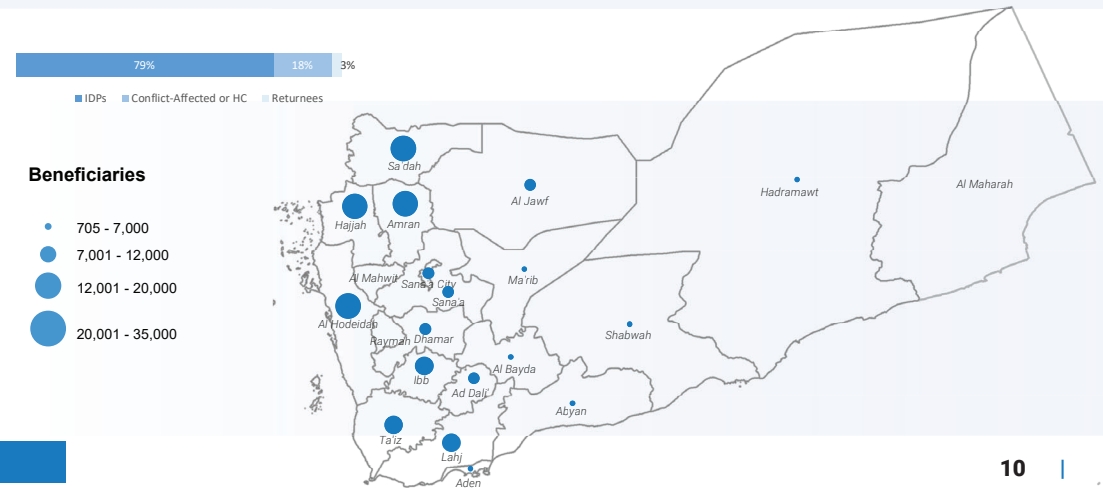 79% 18% 3%
IDPs Conflict-Affected or HC Returnees
Beneficiaries
705 - 7,000
7,001 - 12,000
12,001 - 20,000
20,001 - 35,000
Sa'dah
Al Jawf
Hadramawt
Al Maharah
Hajjah
Amran
Al Mahwit
Sana'a City
Ma'rib
Sana'a
Al Hodeidah
Raymah
Dhamar
Shabwah
Ibb
Al Bayda
Ad Dali'
Abyan
Ta'iz
Lahj
Aden
10 |